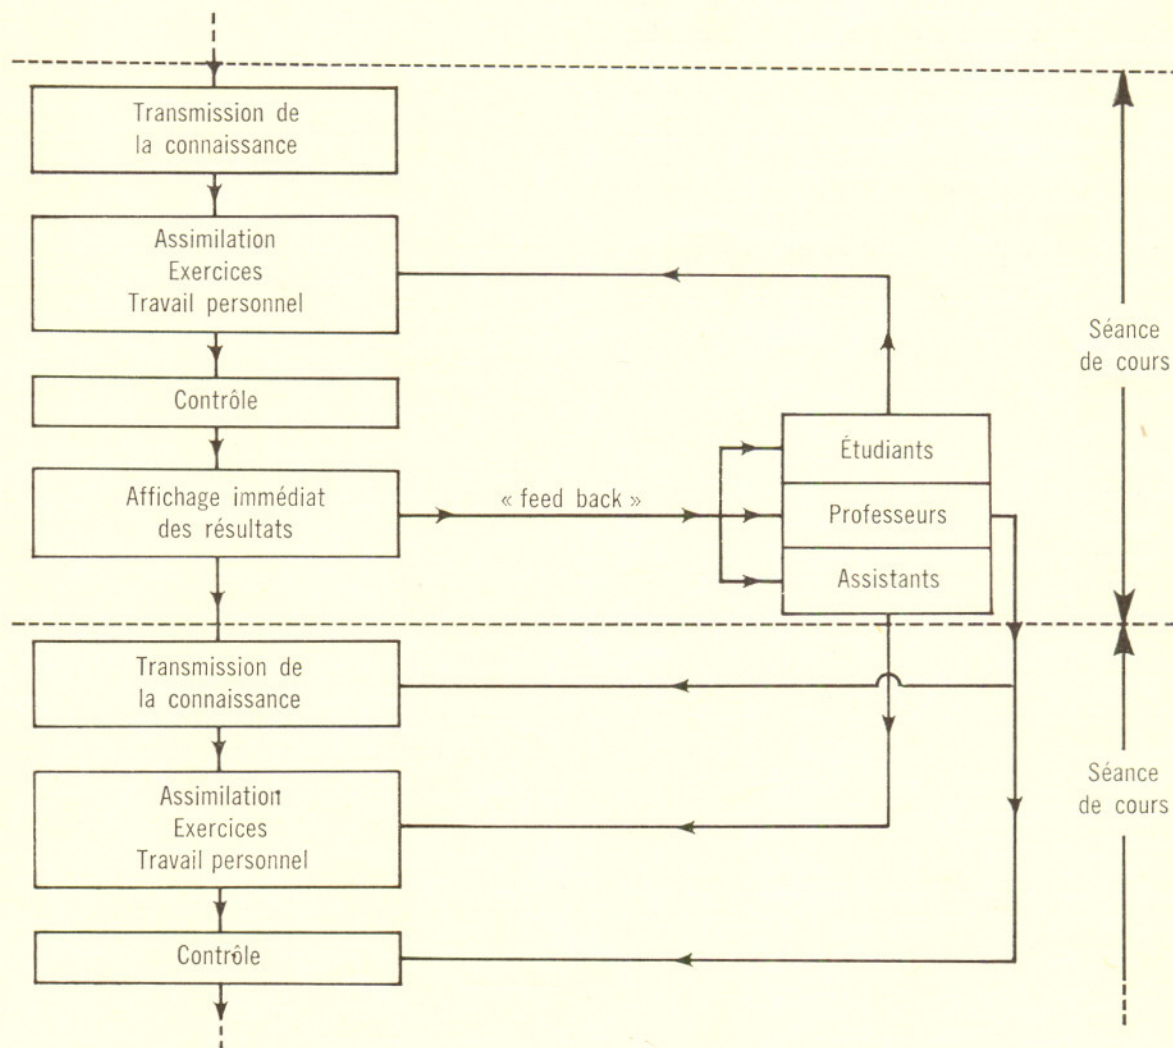 Transmission de
la connaissance
Assimilation
Exercices
Travail personnel
Contrôle
Affichage immédiat
des résultats
« feed back »
Étudiants
Professeurs
Assistants
Séance
de cours
Transmission de
la connaissance
Assimilation
Exercices
Travail personnel
Contrôle
Séance
de cours